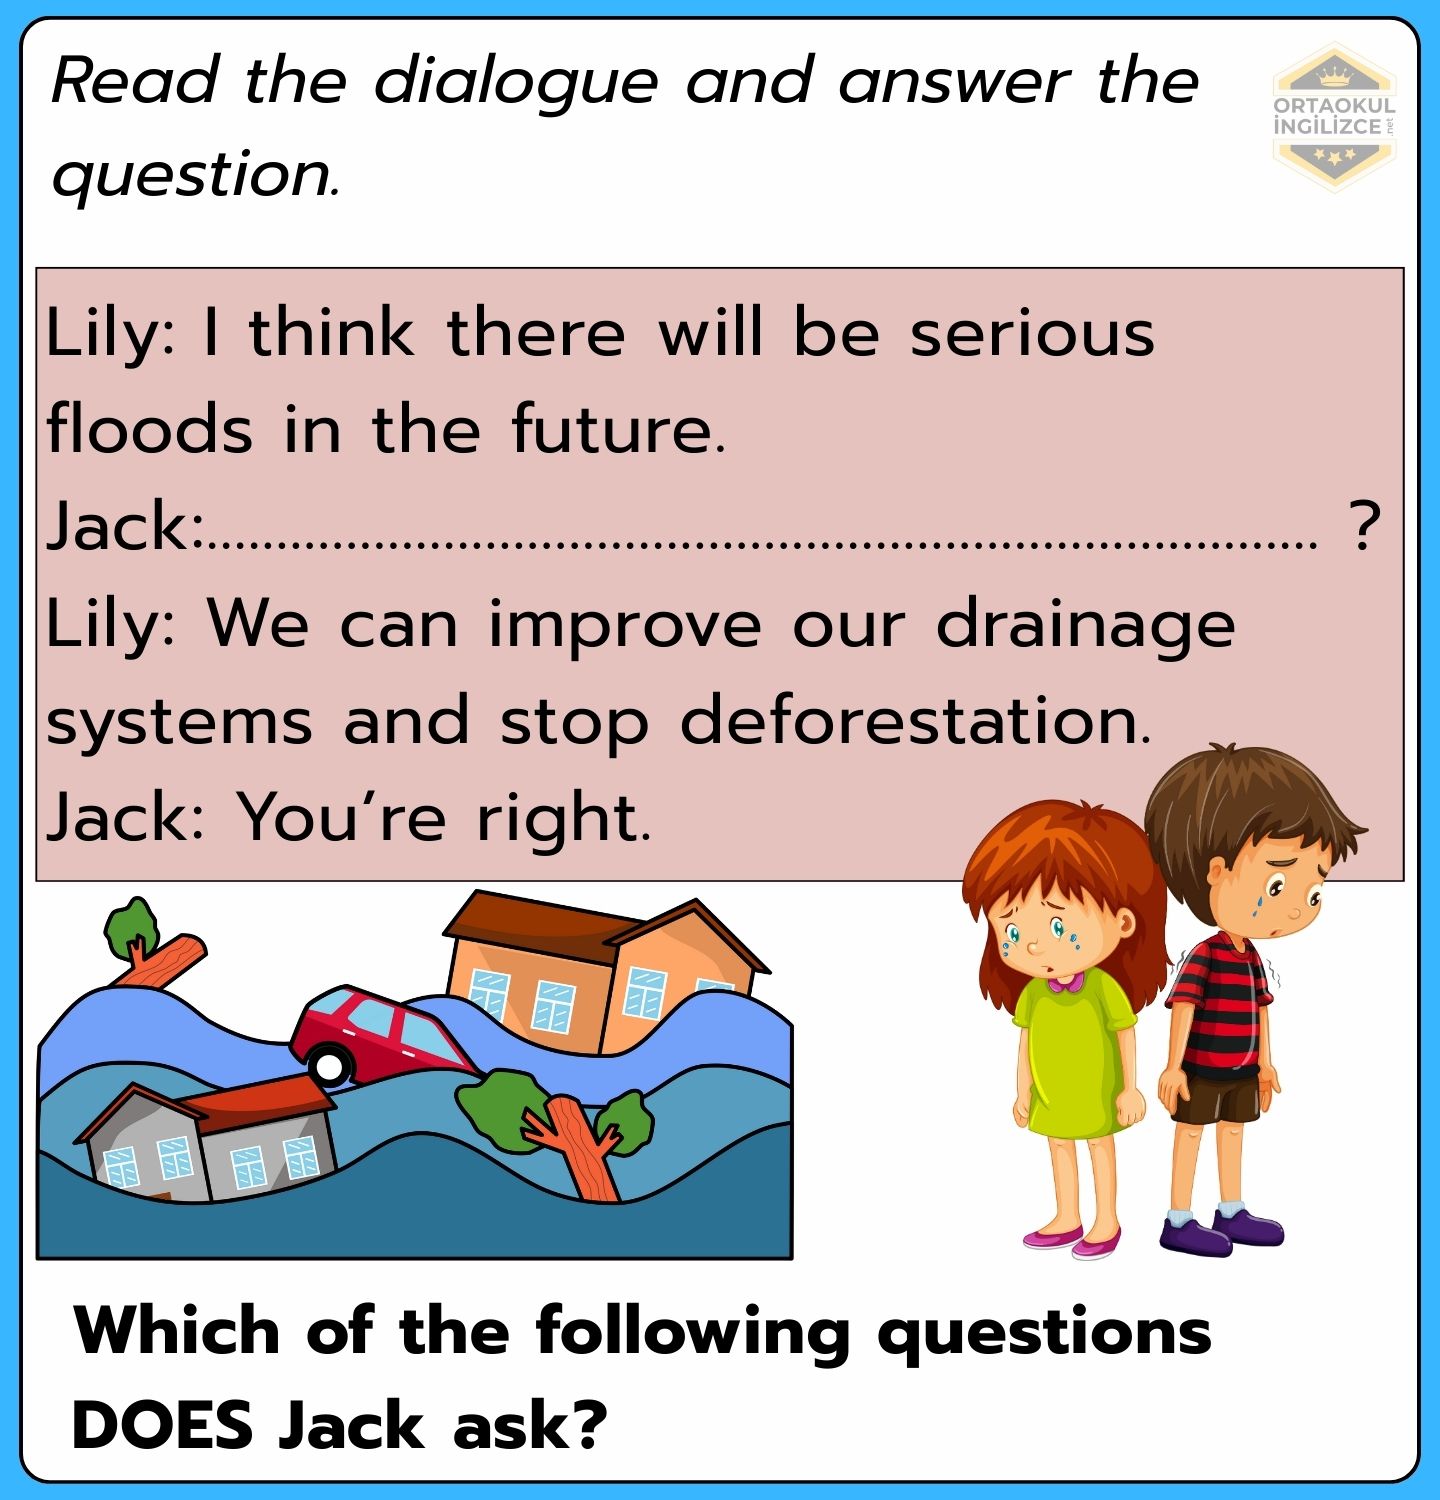 Read the dialogue and answer the
question.
ORTAOKUL
İNGİLİZCE
.net
Lily: I think there will be serious
floods in the future.
Jack:................................................................................ ?
Lily: We can improve our drainage
systems and stop deforestation.
Jack: You’re right.
Which of the following questions
DOES Jack ask?